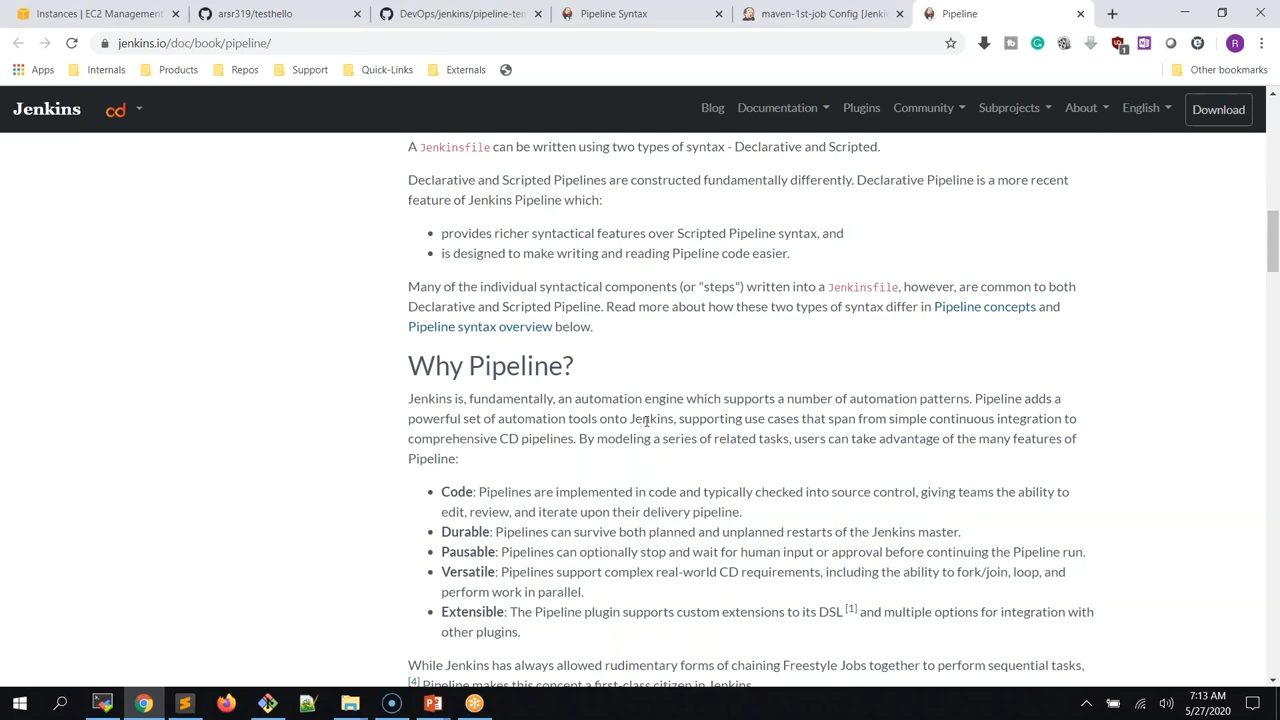 Instances | EC2 Management
arsr319/testhello
DevOps/jenkins/pipeline-ten
Pipeline Syntax
maven-1st-job Config [Jenki
Pipeline
jenkins.io/doc/book/pipeline/
R
Apps
Internals
Products
Repos
Support
Quick-Links
Externals
Other bookmarks
Jenkins
cd
Blog
Documentation
Plugins
Community
Subprojects
About
English
Download
A Jenkinsfile can be written using two types of syntax - Declarative and Scripted.
Declarative and Scripted Pipelines are constructed fundamentally differently. Declarative Pipeline is a more recent
feature of Jenkins Pipeline which:
• provides richer syntactical features over Scripted Pipeline syntax, and
• is designed to make writing and reading Pipeline code easier.
Many of the individual syntactical components (or "steps") written into a Jenkinsfile, however, are common to both
Declarative and Scripted Pipeline. Read more about how these two types of syntax differ in Pipeline concepts and
Pipeline syntax overview below.
Why Pipeline?
Jenkins is, fundamentally, an automation engine which supports a number of automation patterns. Pipeline adds a
powerful set of automation tools onto Jenkins, supporting use cases that span from simple continuous integration to
comprehensive CD pipelines. By modeling a series of related tasks, users can take advantage of the many features of
Pipeline:
• Code: Pipelines are implemented in code and typically checked into source control, giving teams the ability to
edit, review, and iterate upon their delivery pipeline.
• Durable: Pipelines can survive both planned and unplanned restarts of the Jenkins master.
• Pausable: Pipelines can optionally stop and wait for human input or approval before continuing the Pipeline run.
• Versatile: Pipelines support complex real-world CD requirements, including the ability to fork/join, loop, and
perform work in parallel.
• Extensible: The Pipeline plugin supports custom extensions to its DSL [1] and multiple options for integration with
other plugins.
While Jenkins has always allowed rudimentary forms of chaining Freestyle Jobs together to perform sequential tasks,
[4] Pipeline makes this concept a first-class citizen in Jenkins.
7:13 AM
5/27/2020